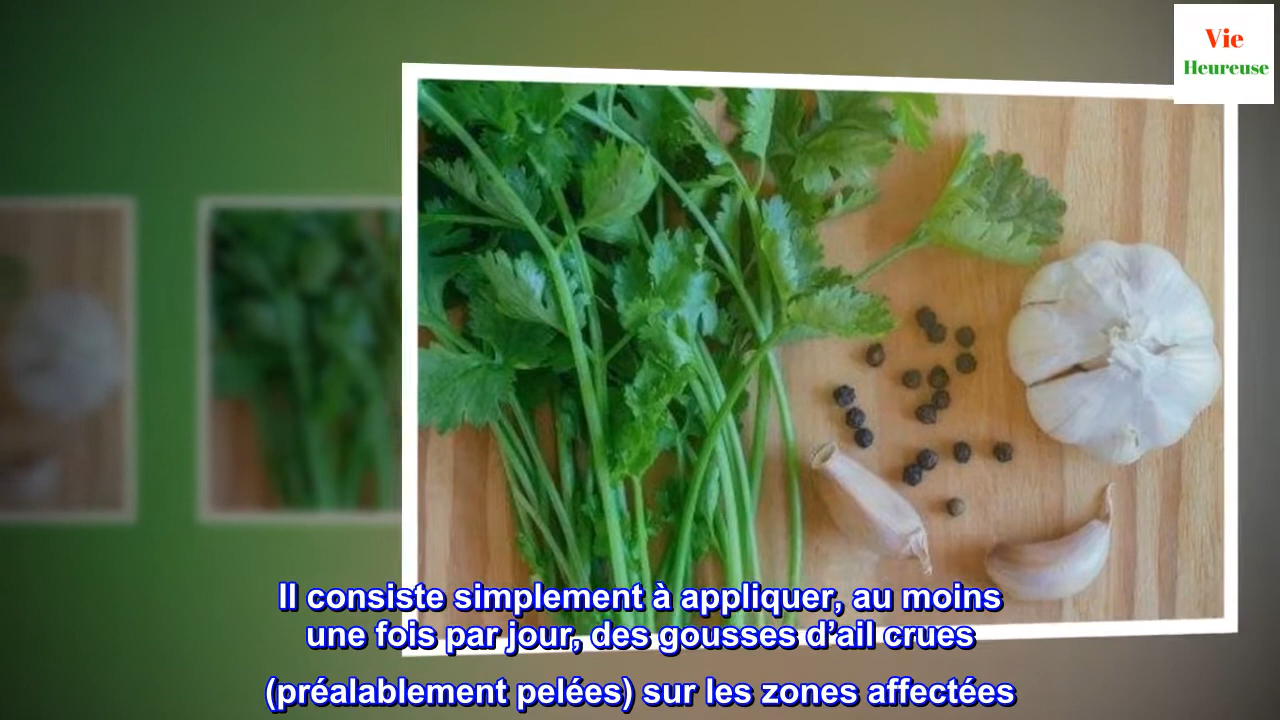 Vie
Heureuse
Il consiste simplement à appliquer, au moins
une fois par jour, des gousses d’ail crues
(préalablement pelées) sur les zones affectées